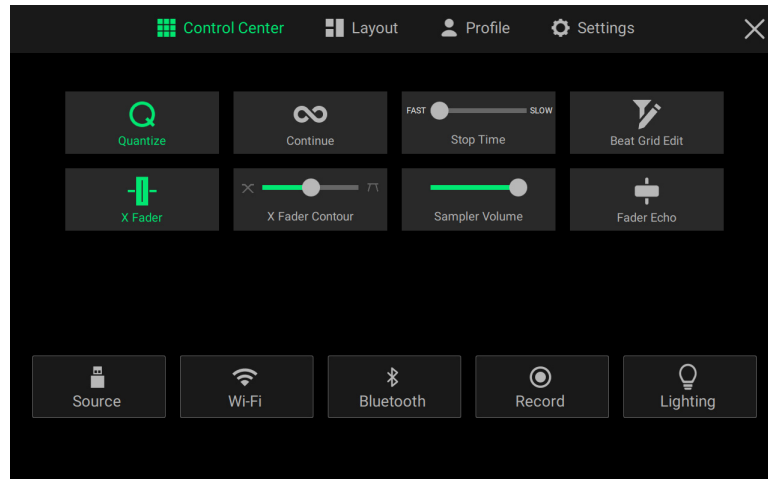 Control Center Layout Profile Settings
Quantize Continue FAST SLOW Stop Time Beat Grid Edit
X Fader X Fader Contour Sampler Volume Fader Echo
Source Wi-Fi Bluetooth Record Lighting